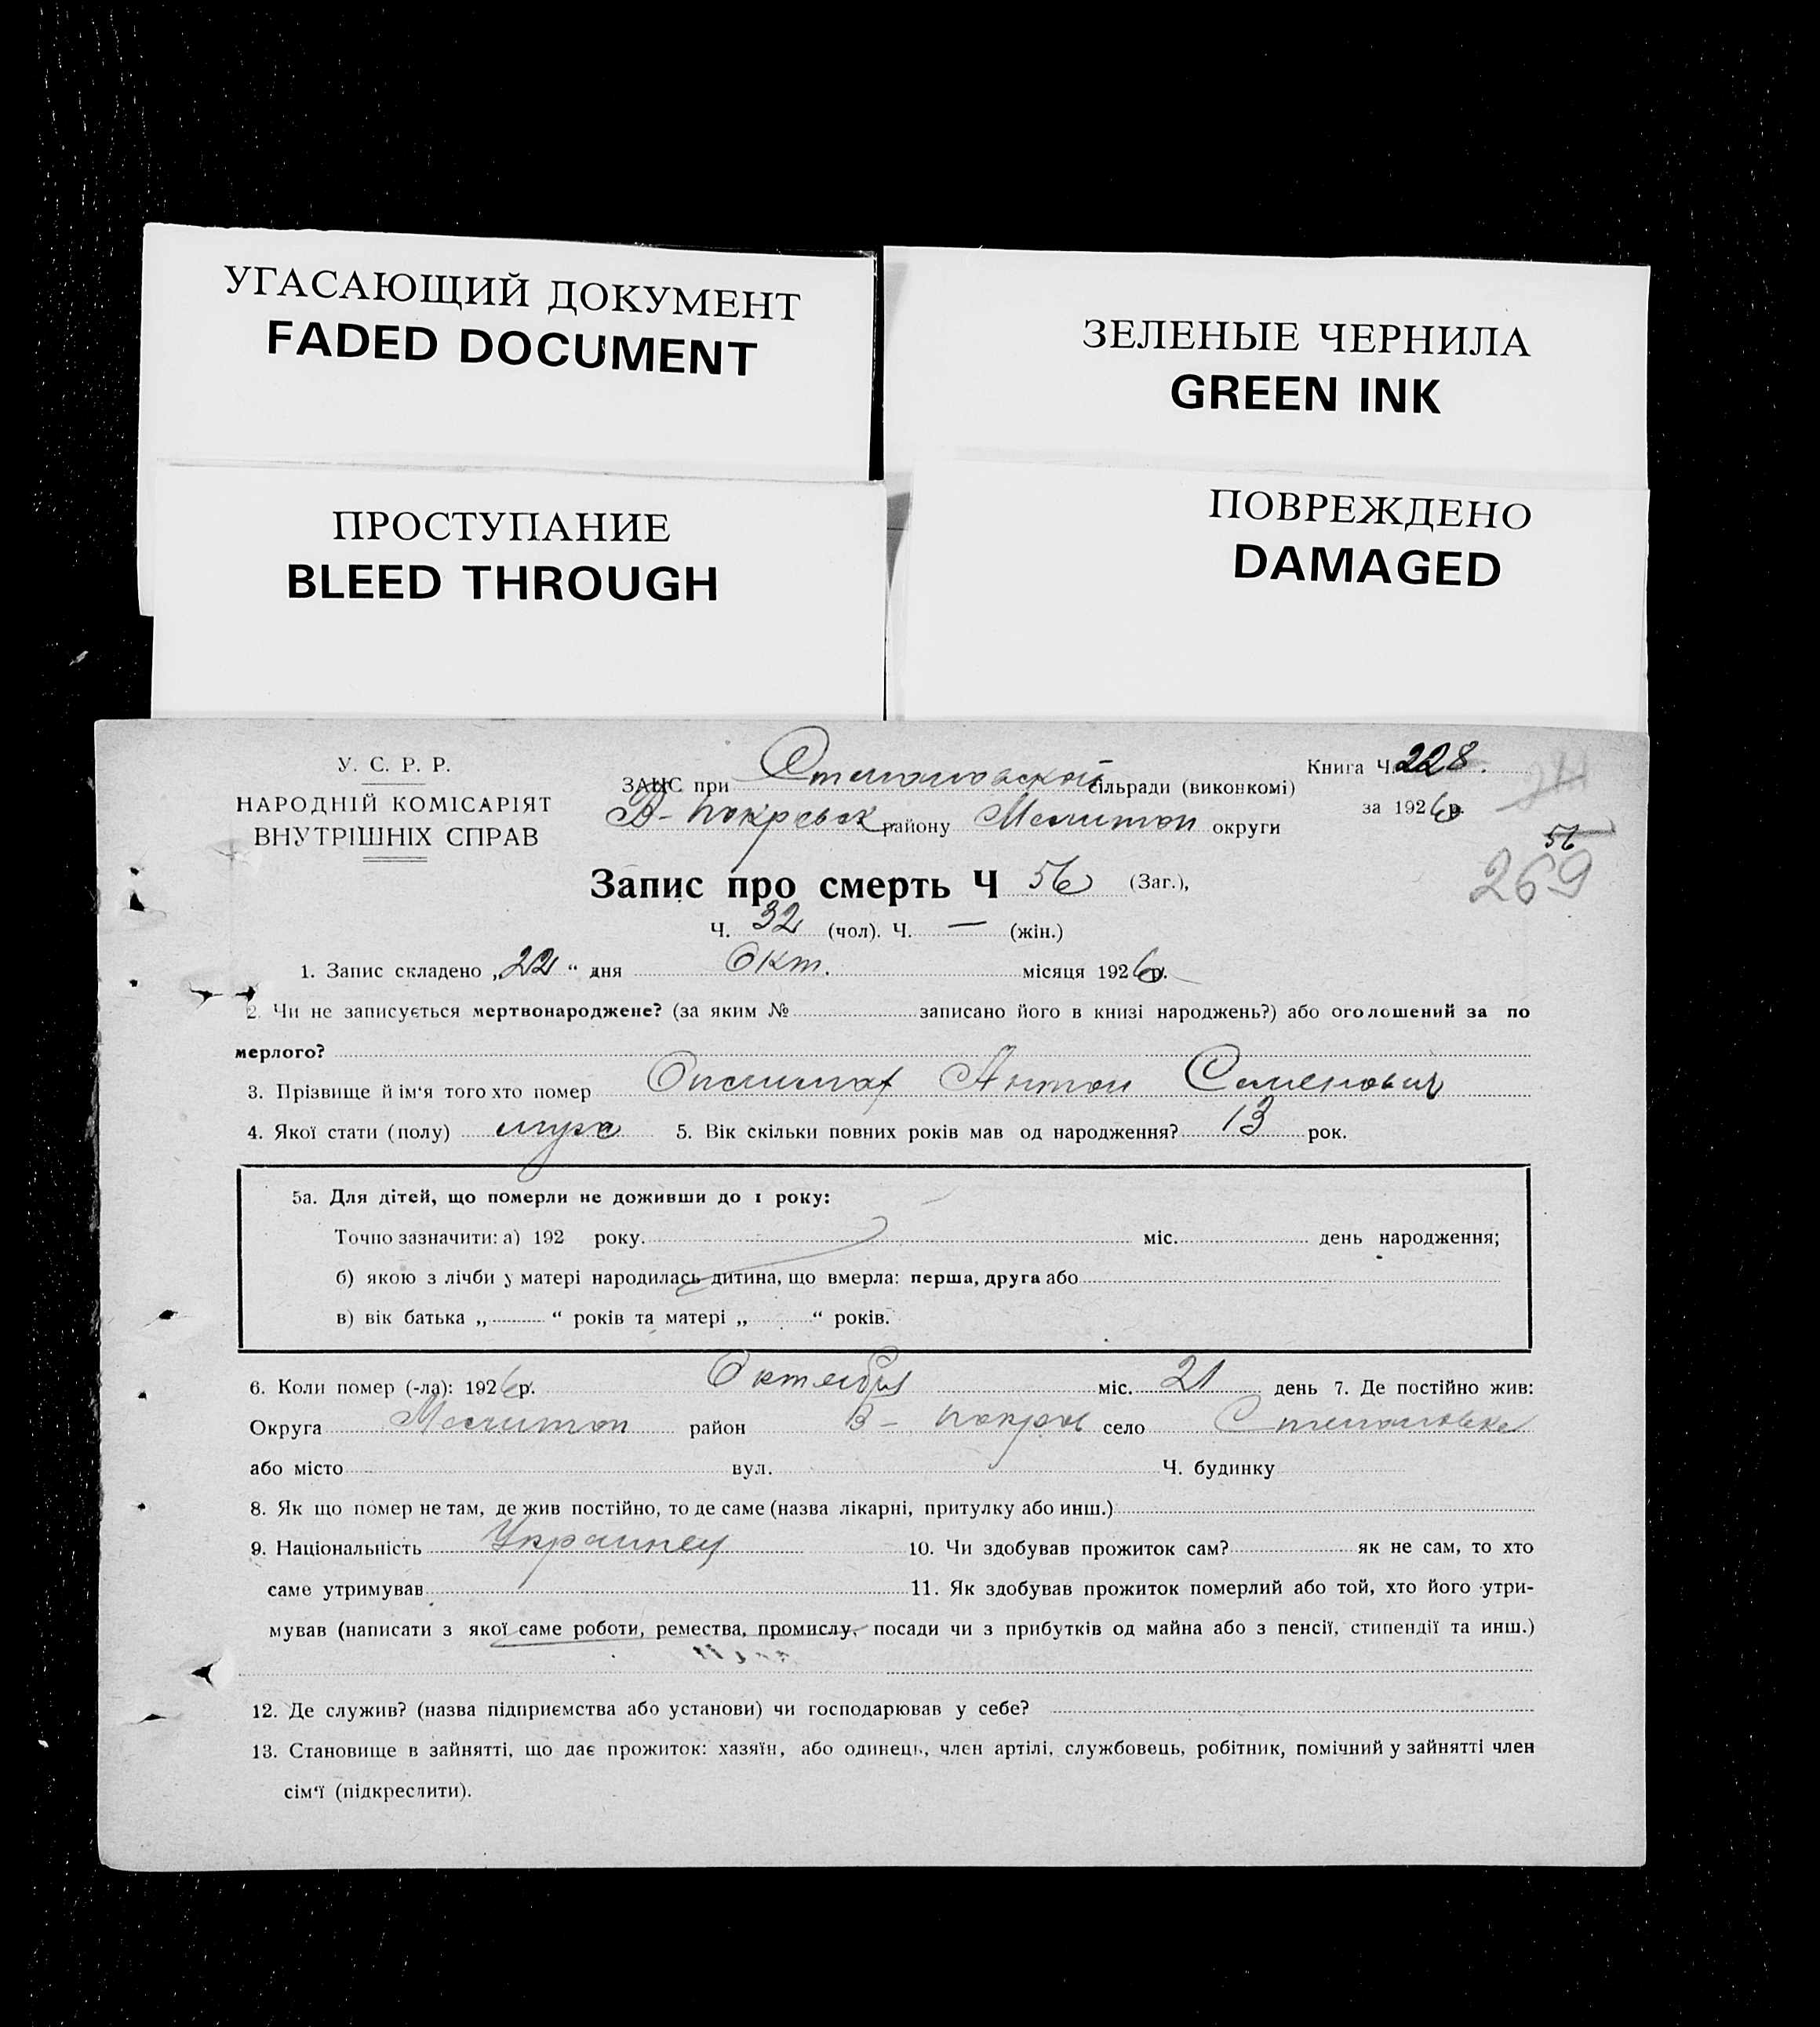 УГАСАЮЩИЙ ДОКУМЕНТ
FADED DOCUMENT
ЗЕЛЕНЫЕ ЧЕРНИЛА
GREEN INK
ПРОСТУПАНИЕ
BLEED THROUGH
ПОВРЕЖДЕНО
DAMAGED
У. С. Р. Р.
НАРОДНІЙ КОМІСАРІЯТ
ВНУТРІШНІХ СПРАВ
ЗАГС при Степановской сільради (виконкомі)
В- Покровск району Мелитоп округи
Книга Ч. 228.
за 1926 р.
56
269
Запис про смерть Ч 56 (Заг.),
Ч. 32 (чол). Ч. — (жін.)
1. Запис складено „22“ дня Окт. місяця 1926 р.
2. Чи не записується мертвонароджене? (за яким № записано його в книзі народжень?) або оголошений за по
мерлого?
3. Прізвище й ім‘я того хто помер Антон Семенович
4. Якої стати (полу) муж 5. Вік скільки повних років мав од народження? 13 рок.
5а. Для дітей, що померли не доживши до 1 року:
Точно зазначити: а) 192 року. міс. день народження;
б) якою з лічби у матері народилась дитина, що вмерла: перша, друга або
в) вік батька „ “ років та матері „ “ років.
6. Коли помер (-ла): 1926 р. Октября міс. 21 день 7. Де постійно жив:
Округа Мелитоп район В- Покров село Степановка
або місто вул. Ч. будинку
8. Як що помер не там, де жив постійно, то де саме (назва лікарні, притулку або инш.)
9. Національність Украинец 10. Чи здобував прожиток сам? як не сам, то хто
саме утримував 11. Як здобував прожиток померлий або той, хто його утри-
мував (написати з якої саме роботи, ремества, промислу, посади чи з прибутків од майна або з пенсії, стипендії та инш.)
12. Де служив? (назва підприємства або установи) чи господарював у себе?
13. Становище в зайнятті, що дає прожиток: хазяїн, або одинець, член артілі, службовець, робітник, помічний у зайнятті член
сім‘ї (підкреслити).